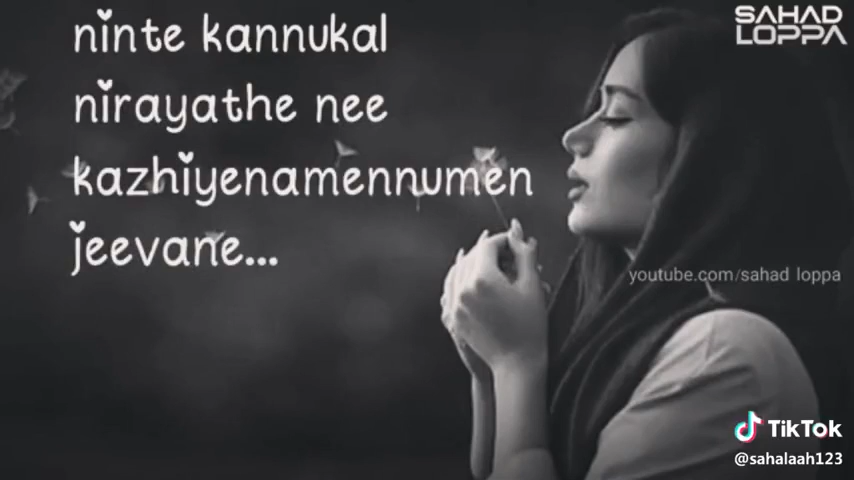 ninte kannukal
nirayathe nee
kazhiyenamennumen
jeevane...
SAHAD
LOPPA
youtube.com/sahad loppa
TikTok
@sahalaah123